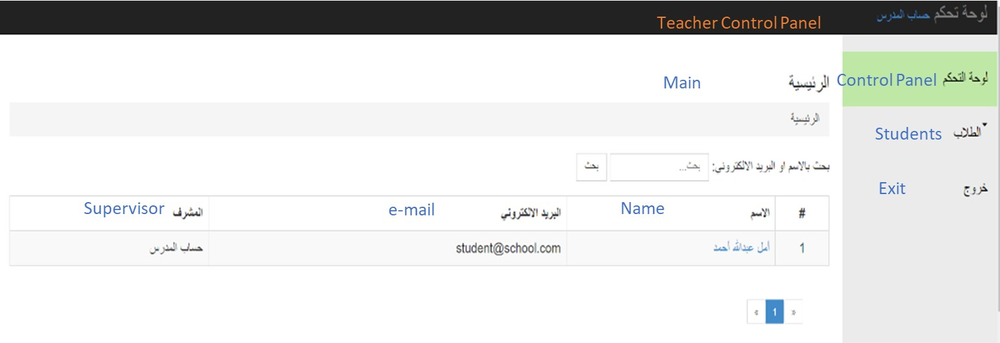 لوحة تحكم حساب المدرس
Teacher Control Panel
لوحة التحكم Control Panel
الطلاب Students
خروج Exit
الرئيسية Main
الرئيسية
بحث بالاسم او البريد الالكتروني: بحث... بحث
# الاسم Name البريد الالكتروني e-mail المشرف Supervisor
1 أمل عبدالله أحمد student@school.com حساب المدرس
« 1 »